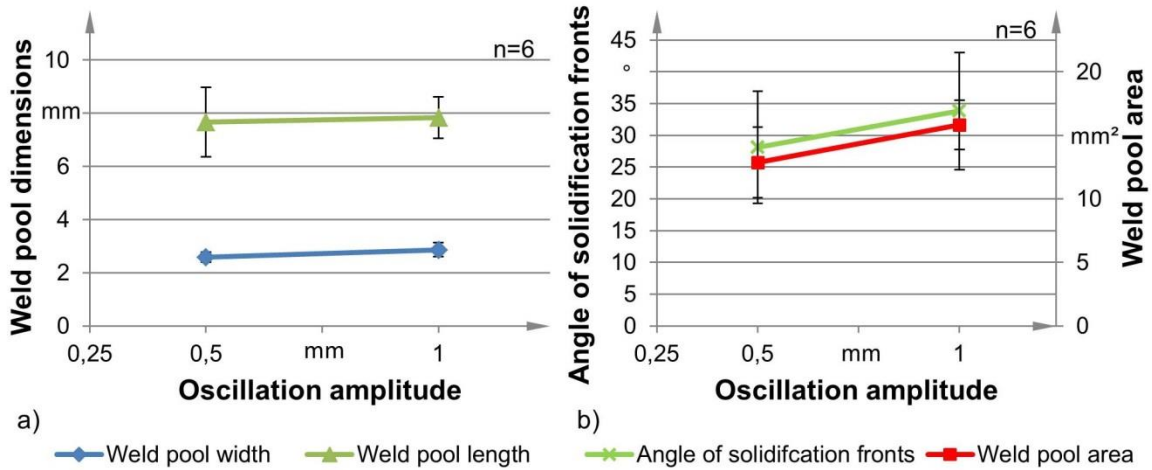 Weld pool dimensions
10
mm
6
4
2
0
n=6
0,25
0,5
mm
1
Oscillation amplitude
a)
Weld pool width
Weld pool length
Angle of solidification fronts
45
°
35
30
25
20
15
10
5
0
n=6
20
mm²
10
5
0
Weld pool area
0,25
0,5
mm
1
Oscillation amplitude
b)
Angle of solidifcation fronts
Weld pool area